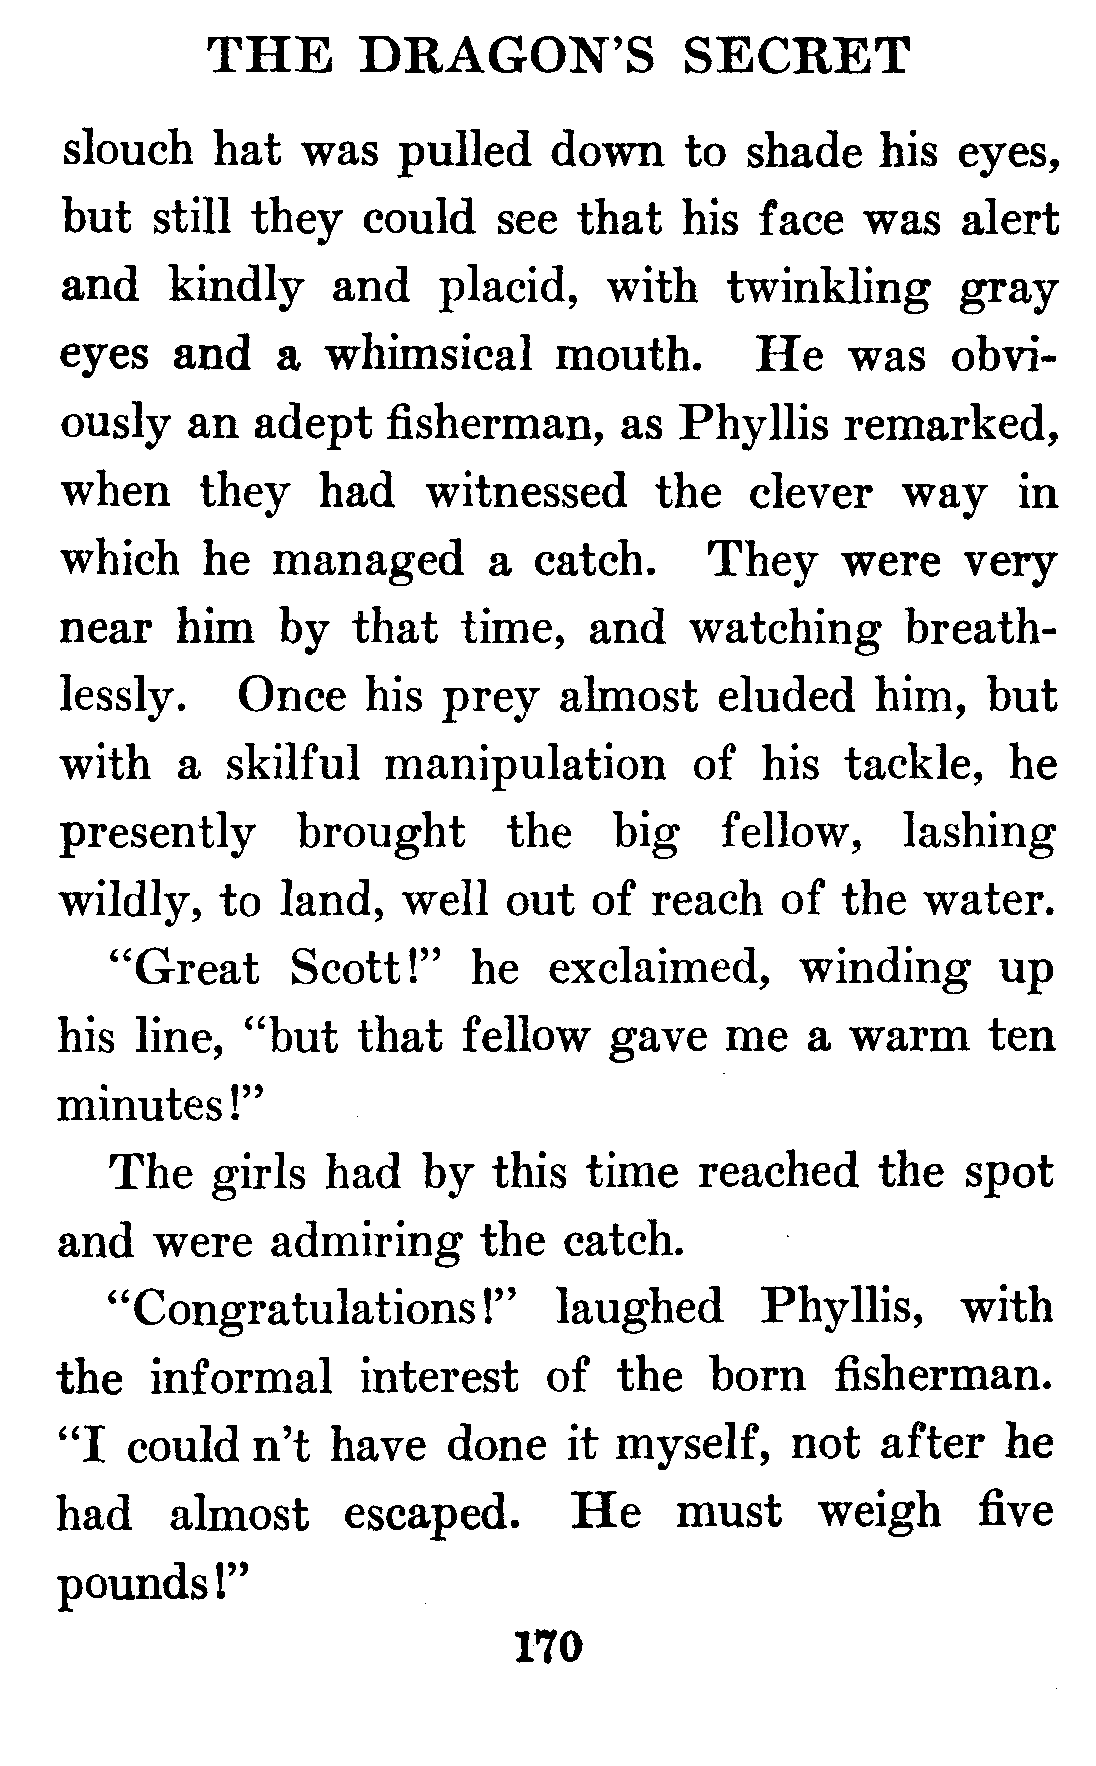 THE DRAGON'S SECRET
slouch hat was pulled down to shade his eyes,
but still they could see that his face was alert
and kindly and placid, with twinkling gray
eyes and a whimsical mouth. He was obvi-
ously an adept fisherman, as Phyllis remarked,
when they had witnessed the clever way in
which he managed a catch. They were very
near him by that time, and watching breath-
lessly. Once his prey almost eluded him, but
with a skilful manipulation of his tackle, he
presently brought the big fellow, lashing
wildly, to land, well out of reach of the water.
“Great Scott!” he exclaimed, winding up
his line, “but that fellow gave me a warm ten
minutes!”
The girls had by this time reached the spot
and were admiring the catch.
“Congratulations!” laughed Phyllis, with
the informal interest of the born fisherman.
“I could n't have done it myself, not after he
had almost escaped. He must weigh five
pounds!”
170